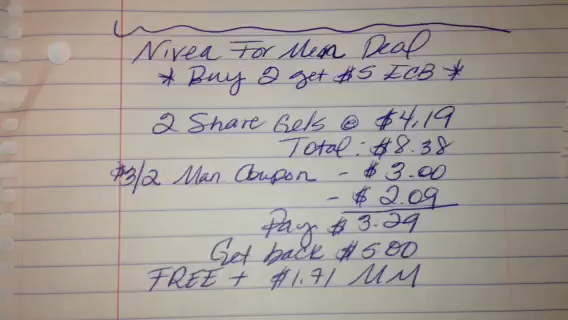 Nivea For Men Deal
* Buy 2 get $5 ECB *
2 Shave Gels @ $4.19
Total: $8.38
$3/2 Man Coupon - $3.00
- $2.09
Pay $3.29
Get back $5.00
FREE + $1.71 MM